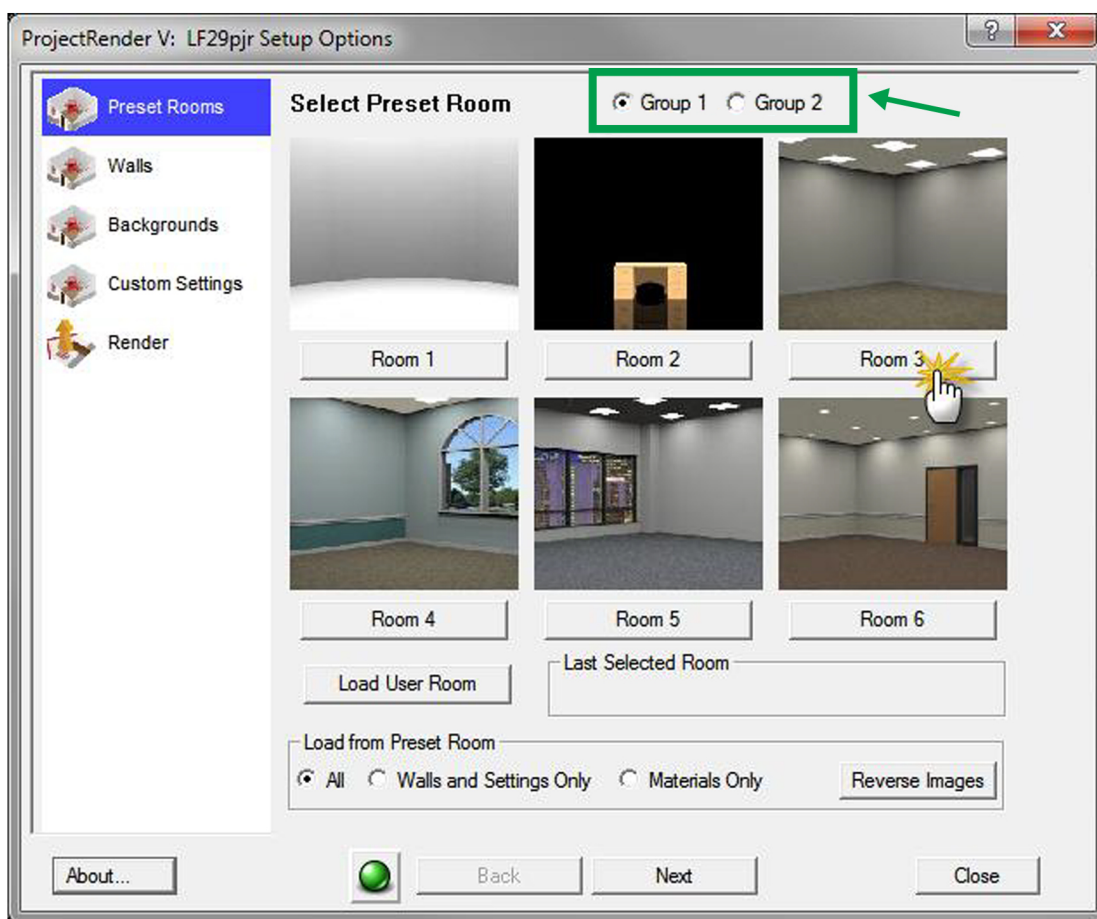 ProjectRender V: LF29pjr Setup Options
Preset Rooms
Walls
Backgrounds
Custom Settings
Render
Select Preset Room
Group 1 Group 2
Room 1 Room 2 Room 3
Room 4 Room 5 Room 6
Load User Room
Last Selected Room
Load from Preset Room
All Walls and Settings Only Materials Only Reverse Images
About... Back Next Close